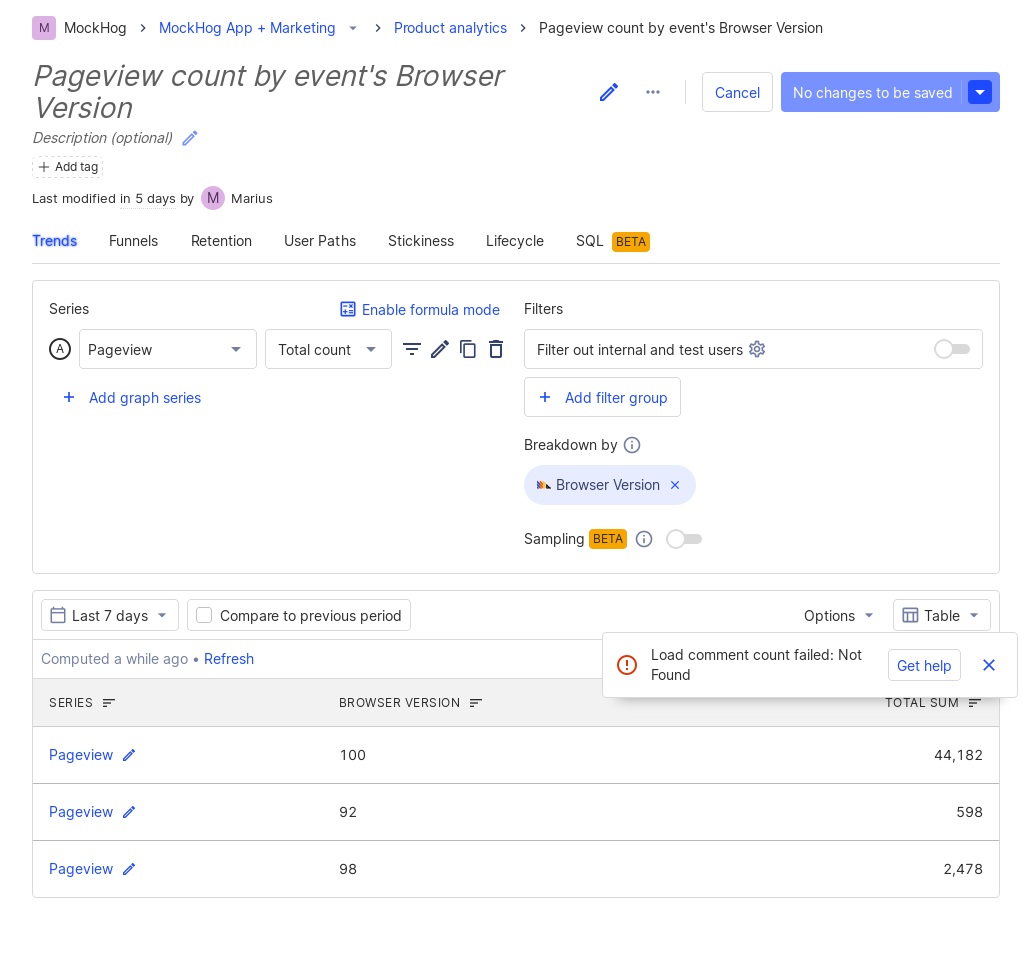 M MockHog MockHog App + Marketing Product analytics Pageview count by event's Browser Version
Pageview count by event's Browser
Version
Cancel No changes to be saved
Description (optional)
Add tag
Last modified in 5 days by M Marius
Trends Funnels Retention User Paths Stickiness Lifecycle SQL BETA
Series Enable formula mode Filters
A Pageview Total count Filter out internal and test users
Add graph series Add filter group
Breakdown by
Browser Version
Sampling BETA
Last 7 days Compare to previous period Options Table
Computed a while ago • Refresh
Load comment count failed: Not
Found
Get help
SERIES BROWSER VERSION TOTAL SUM
Pageview 100 44,182
Pageview 92 598
Pageview 98 2,478